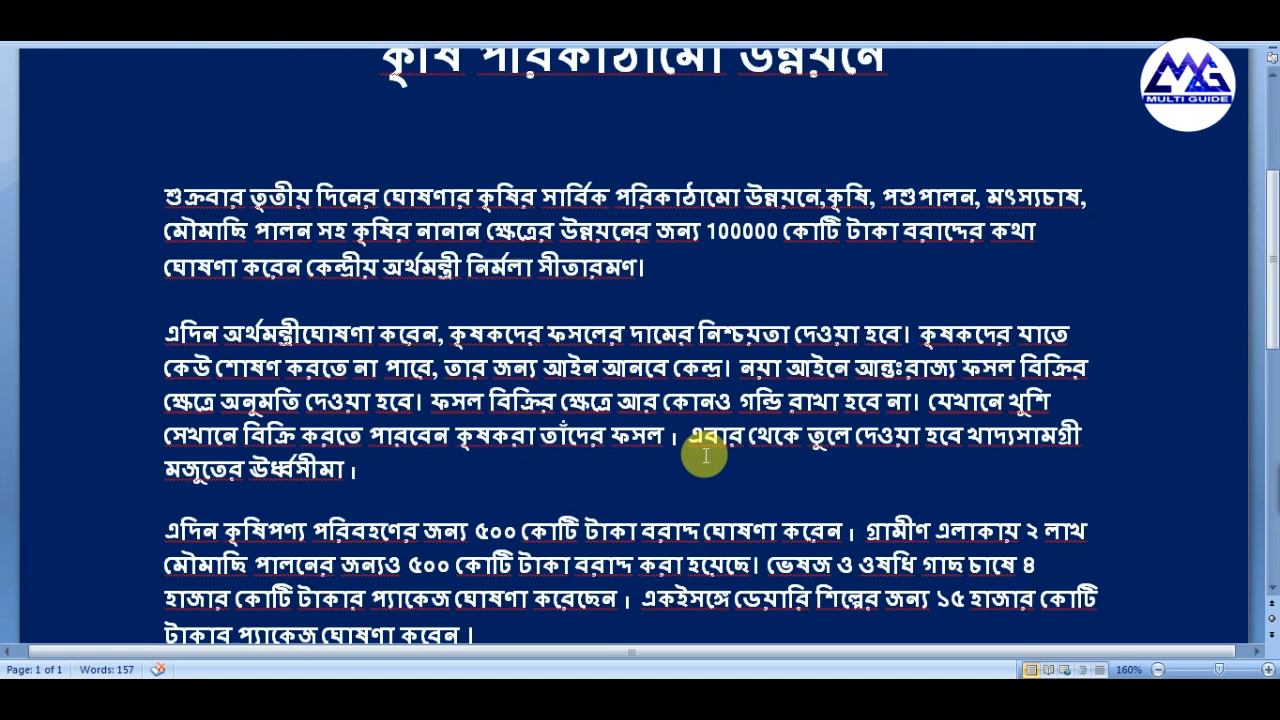 কৃষি পরিকাঠামো উন্নয়নে
MULTI GUIDE
শুক্রবার তৃতীয় দিনের ঘোষণার কৃষির সার্বিক পরিকাঠামো উন্নয়নে,কৃষি, পশুপালন, মৎস্যচাষ,
মৌমাছি পালন সহ কৃষির নানান ক্ষেত্রের উন্নয়নের জন্য 100000 কোটি টাকা বরাদ্দের কথা
ঘোষণা করেন কেন্দ্রীয় অর্থমন্ত্রী নির্মলা সীতারমণ।
এদিন অর্থমন্ত্রীঘোষণা করেন, কৃষকদের ফসলের দামের নিশ্চয়তা দেওয়া হবে। কৃষকদের যাতে
কেউ শোষণ করতে না পারে, তার জন্য আইন আনবে কেন্দ্র। নয়া আইনে আন্তঃরাজ্য ফসল বিক্রির
ক্ষেত্রে অনুমতি দেওয়া হবে। ফসল বিক্রির ক্ষেত্রে আর কোনও গন্ডি রাখা হবে না। যেখানে খুশি
সেখানে বিক্রি করতে পারবেন কৃষকরা তাঁদের ফসল । এবার থেকে তুলে দেওয়া হবে খাদ্যসামগ্রী
মজুতের ঊর্ধ্বসীমা ।
এদিন কৃষিপণ্য পরিবহণের জন্য ৫০০ কোটি টাকা বরাদ্দ ঘোষণা করেন । গ্রামীণ এলাকায় ২ লাখ
মৌমাছি পালনের জন্যও ৫০০ কোটি টাকা বরাদ্দ করা হয়েছে। ভেষজ ও ওষধি গাছ চাষে ৪
হাজার কোটি টাকার প্যাকেজ ঘোষণা করেছেন । একইসঙ্গে ডেয়ারি শিল্পের জন্য ১৫ হাজার কোটি
টাকার প্যাকেজ ঘোষণা করেন ।
Page: 1 of 1 Words: 157 160%